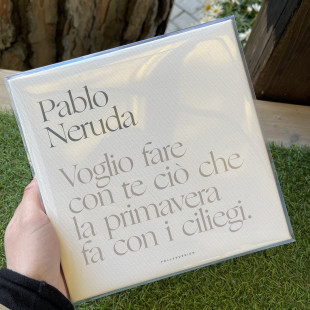 Pablo
Neruda
Voglio fare
con te ciò che
la primavera
fa con i ciliegi.